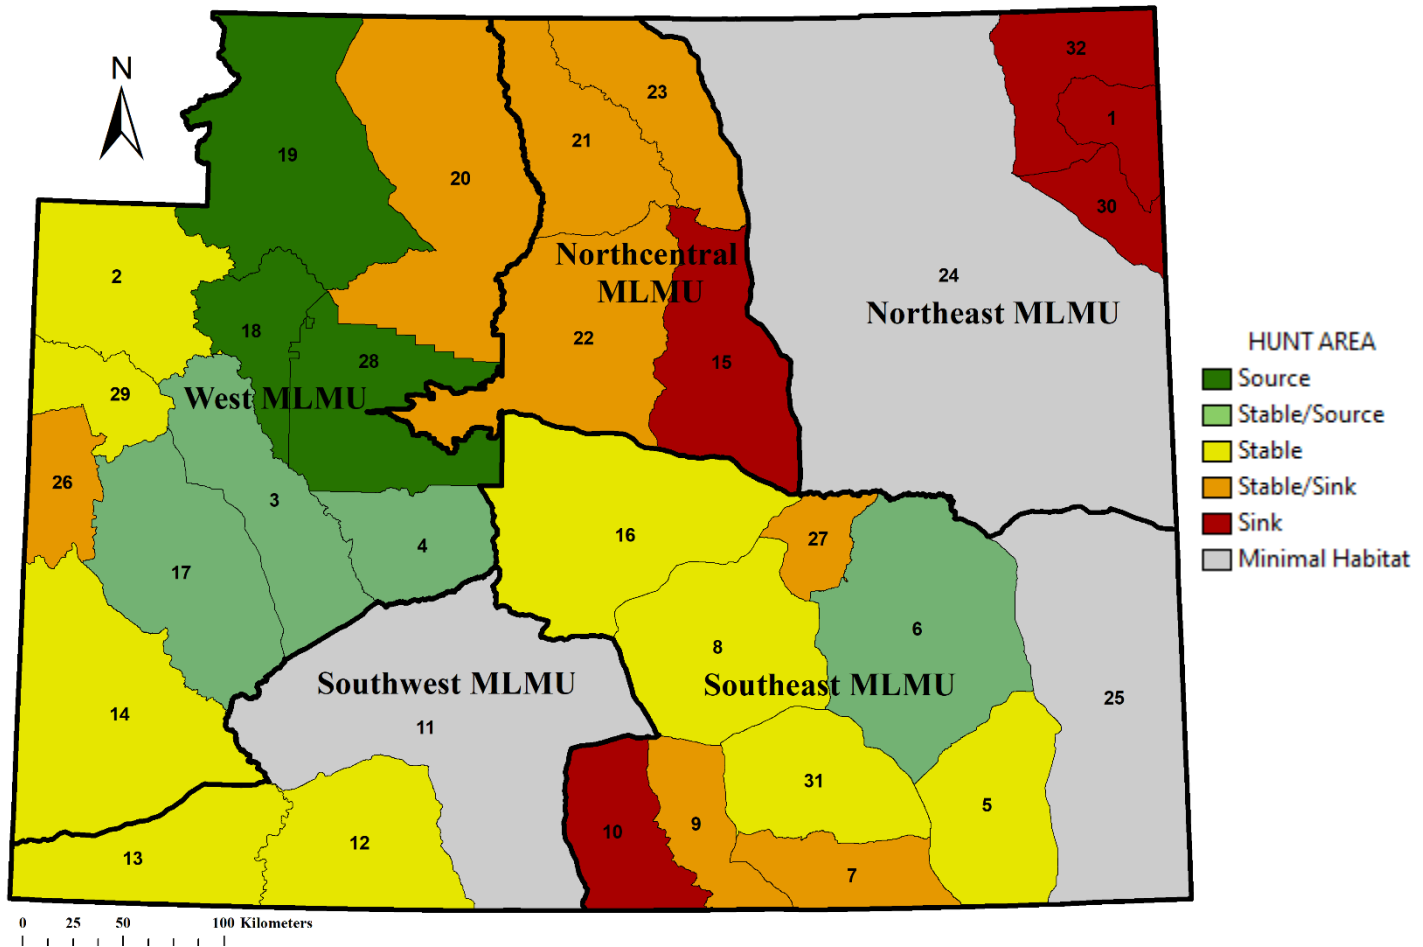 N
32
23
1
21
19
20
30
Northcentral
MLMU
2
24
Northeast MLMU
18
22
28
15
HUNT AREA
Source
Stable/Source
Stable
Stable/Sink
Sink
Minimal Habitat
29
West MLMU
26
3
16
27
4
17
6
8
Southwest MLMU
Southeast MLMU
25
14
11
31
5
10
9
12
13
7
0 25 50 100 Kilometers